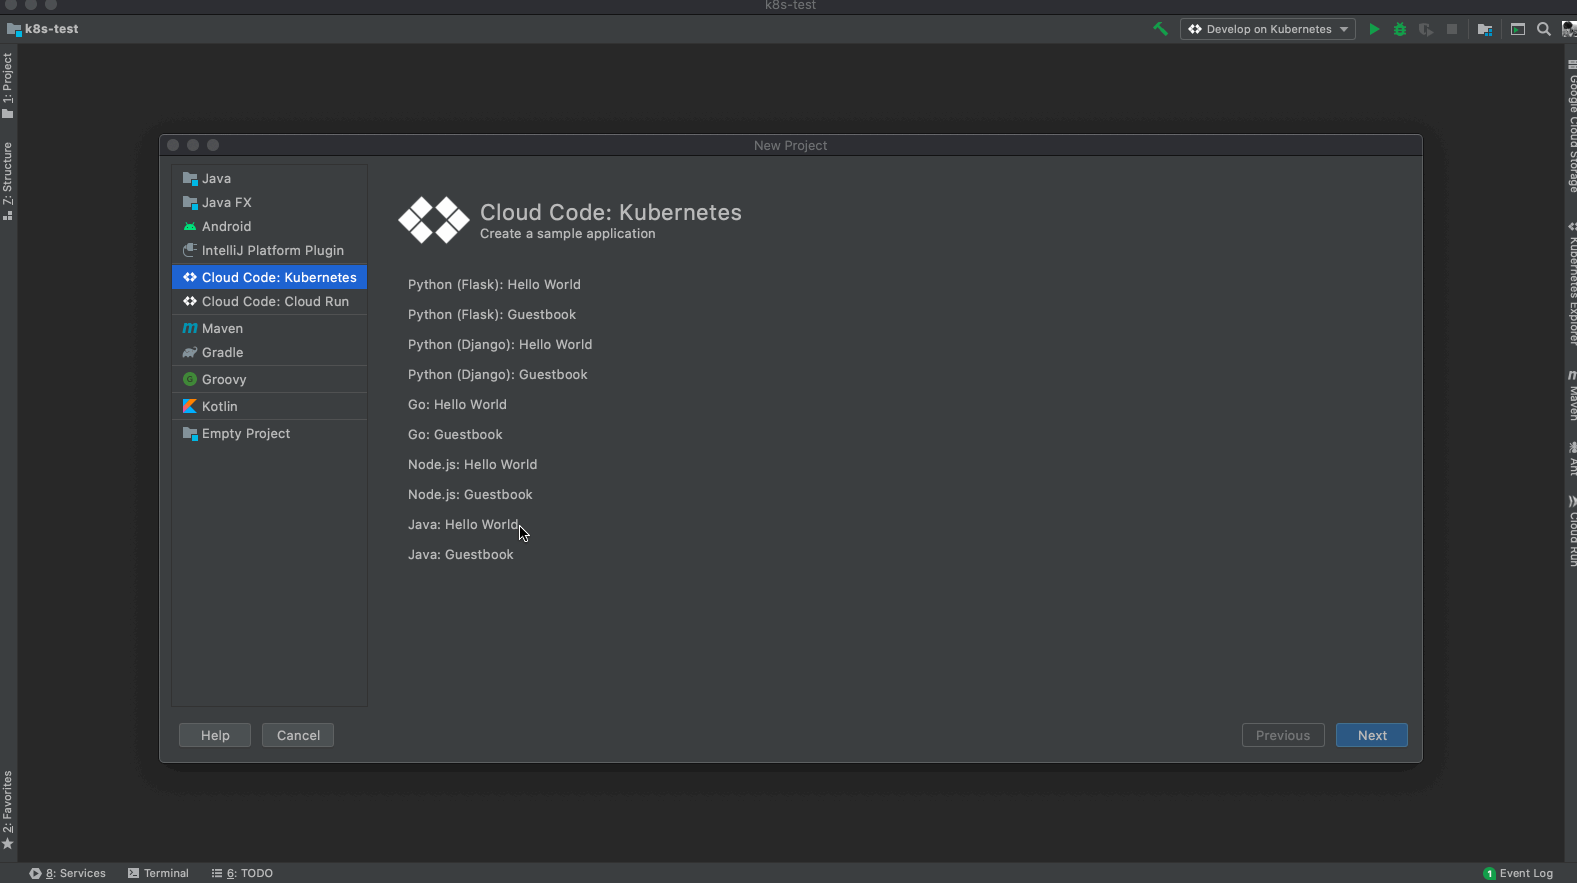 k8s-test
k8s-test
Develop on Kubernetes
1: Project
7: Structure
2: Favorites
New Project
Java
Java FX
Android
IntelliJ Platform Plugin
Cloud Code: Kubernetes
Cloud Code: Cloud Run
Maven
Gradle
Groovy
Kotlin
Empty Project
Cloud Code: Kubernetes
Create a sample application
Python (Flask): Hello World
Python (Flask): Guestbook
Python (Django): Hello World
Python (Django): Guestbook
Go: Hello World
Go: Guestbook
Node.js: Hello World
Node.js: Guestbook
Java: Hello World
Java: Guestbook
Help
Cancel
Previous
Next
Google Cloud Storage
Kubernetes Explorer
Maven
Ant
Cloud Run
8: Services
Terminal
6: TODO
1 Event Log